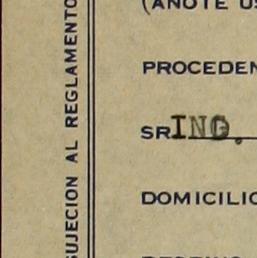 (ANOTE US
PROCEDEN
SR ING.
DOMICILIO
SUJECION AL REGLAMENTO